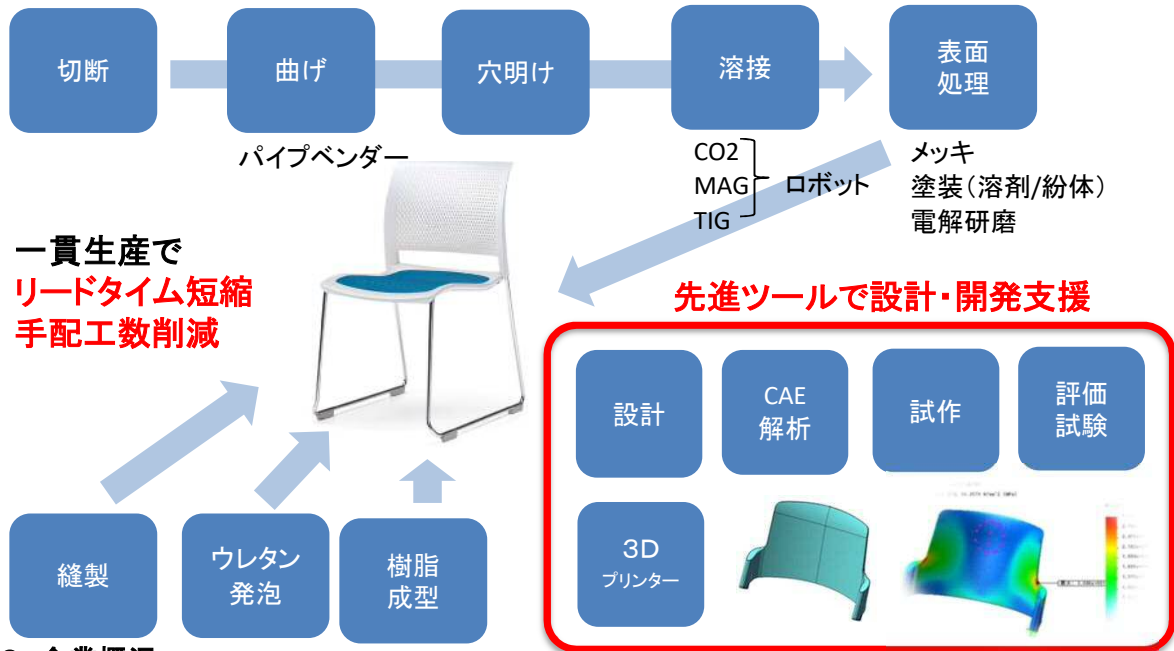 切断
曲げ
穴明け
溶接
表面
処理
パイプベンダー
CO2
MAG
TIG
ロボット
メッキ
塗装(溶剤/紛体)
電解研磨
一貫生産で
リードタイム短縮
手配工数削減
先進ツールで設計・開発支援
設計
CAE
解析
試作
評価
試験
3D
プリンター
縫製
ウレタン
発泡
樹脂
成型